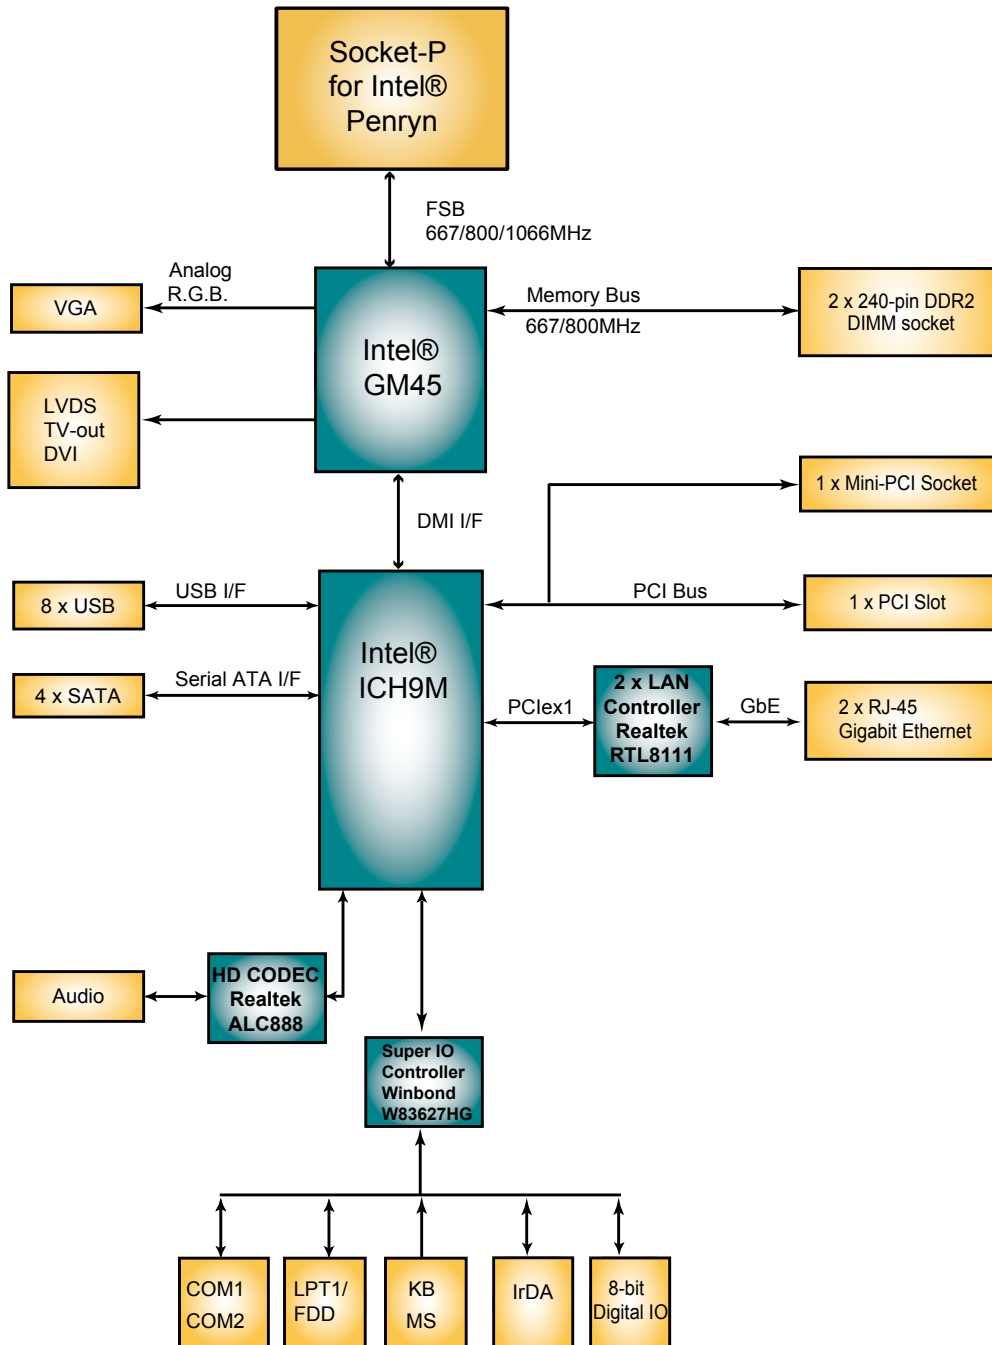 Socket-P
for Intel®
Penryn
FSB
667/800/1066MHz
Analog
R.G.B.
VGA
Memory Bus
667/800MHz
2 x 240-pin DDR2
DIMM socket
Intel®
GM45
LVDS
TV-out
DVI
1 x Mini-PCI Socket
DMI I/F
8 x USB
USB I/F
PCI Bus
1 x PCI Slot
Intel®
ICH9M
4 x SATA
Serial ATA I/F
PCIex1
2 x LAN
Controller
Realtek
RTL8111
GbE
2 x RJ-45
Gigabit Ethernet
Audio
HD CODEC
Realtek
ALC888
Super IO
Controller
Winbond
W83627HG
COM1
COM2
LPT1/
FDD
KB
MS
IrDA
8-bit
Digital IO